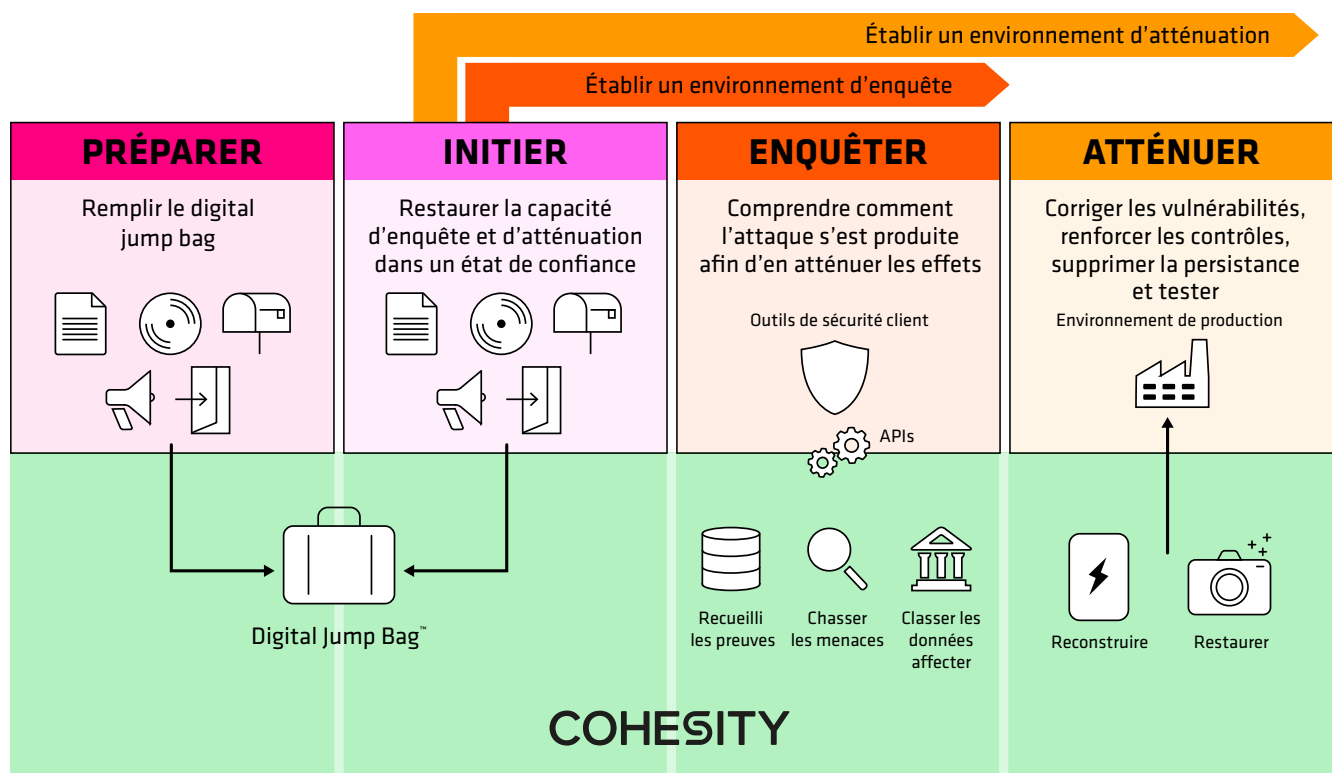 Établir un environnement d’atténuation
Établir un environnement d’enquête
PRÉPARER
Remplir le digital
jump bag
INITIER
Restaurer la capacité
d’enquête et d’atténuation
dans un état de confiance
ENQUÊTER
Comprendre comment
l’attaque s’est produite
afin d’en atténuer les effets
Outils de sécurité client
APIs
ATTÉNUER
Corriger les vulnérabilités,
renforcer les contrôles,
supprimer la persistance
et tester
Environnement de production
Digital Jump Bag™
Recueilli
les preuves
Chasser
les menaces
Classer les
données
affecter
Reconstruire
Restaurer
COHESITY